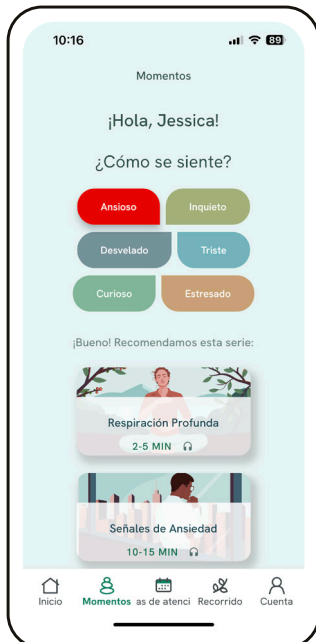 10:16
89
Momentos
¡Hola, Jessica!
¿Cómo se siente?
Ansioso Inquieto
Desvelado Triste
Curioso Estresado
¡Bueno! Recomendamos esta serie:
Respiración Profunda
2-5 MIN
Señales de Ansiedad
10-15 MIN
Inicio Momentos as de atenci Recorrido Cuenta